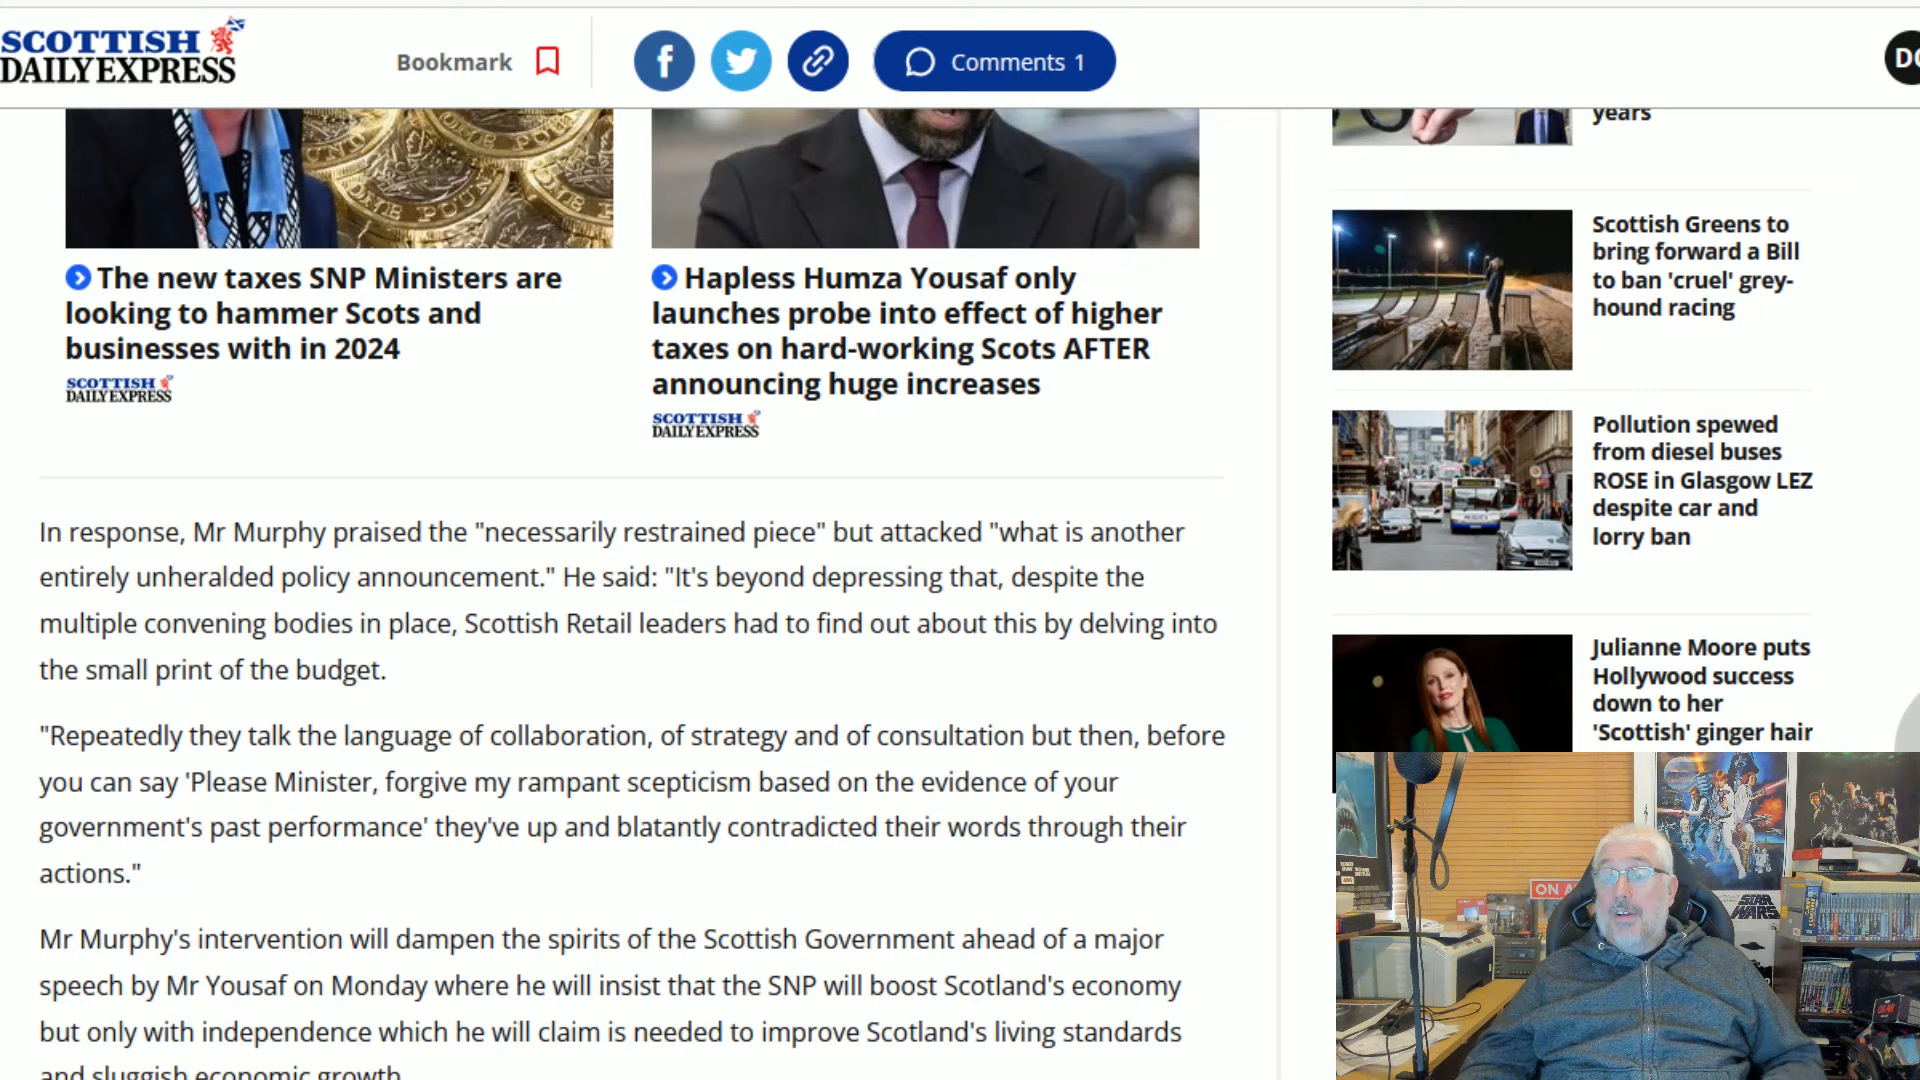 SCOTTISH
DAILY EXPRESS
Bookmark
Comments 1
years
The new taxes SNP Ministers are
looking to hammer Scots and
businesses with in 2024
SCOTTISH
DAILY EXPRESS
Hapless Humza Yousaf only
launches probe into effect of higher
taxes on hard-working Scots AFTER
announcing huge increases
SCOTTISH
DAILY EXPRESS
Scottish Greens to
bring forward a Bill
to ban 'cruel' grey-
hound racing
Pollution spewed
from diesel buses
ROSE in Glasgow LEZ
despite car and
lorry ban
Julianne Moore puts
Hollywood success
down to her
'Scottish' ginger hair
In response, Mr Murphy praised the "necessarily restrained piece" but attacked "what is another
entirely unheralded policy announcement." He said: "It's beyond depressing that, despite the
multiple convening bodies in place, Scottish Retail leaders had to find out about this by delving into
the small print of the budget.
"Repeatedly they talk the language of collaboration, of strategy and of consultation but then, before
you can say 'Please Minister, forgive my rampant scepticism based on the evidence of your
government's past performance' they've up and blatantly contradicted their words through their
actions."
Mr Murphy's intervention will dampen the spirits of the Scottish Government ahead of a major
speech by Mr Yousaf on Monday where he will insist that the SNP will boost Scotland's economy
but only with independence which he will claim is needed to improve Scotland's living standards
and sluggish economic growth.
ON A
STAR
WARS